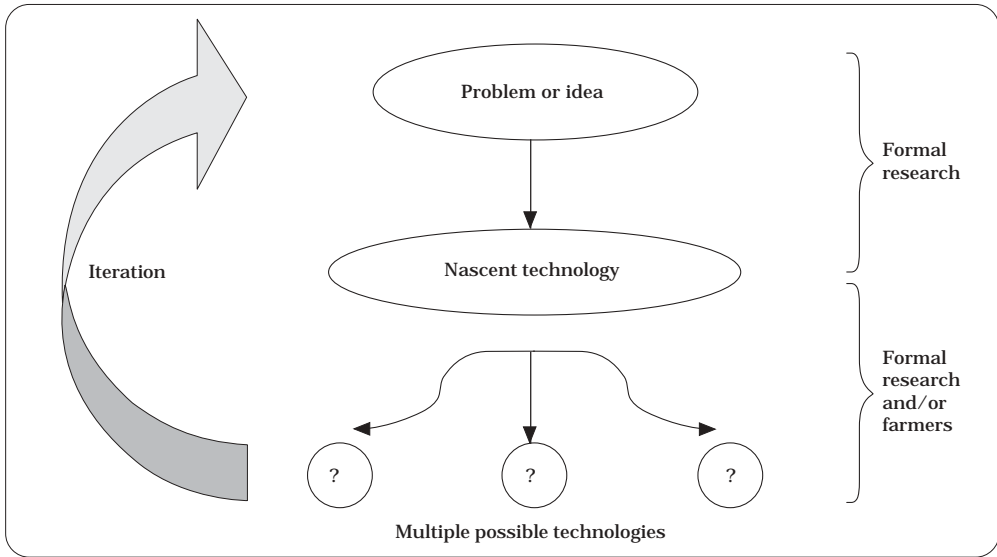 Problem or idea
Formal
research
Iteration
Nascent technology
Formal
research
and/or
farmers
? ? ?
Multiple possible technologies